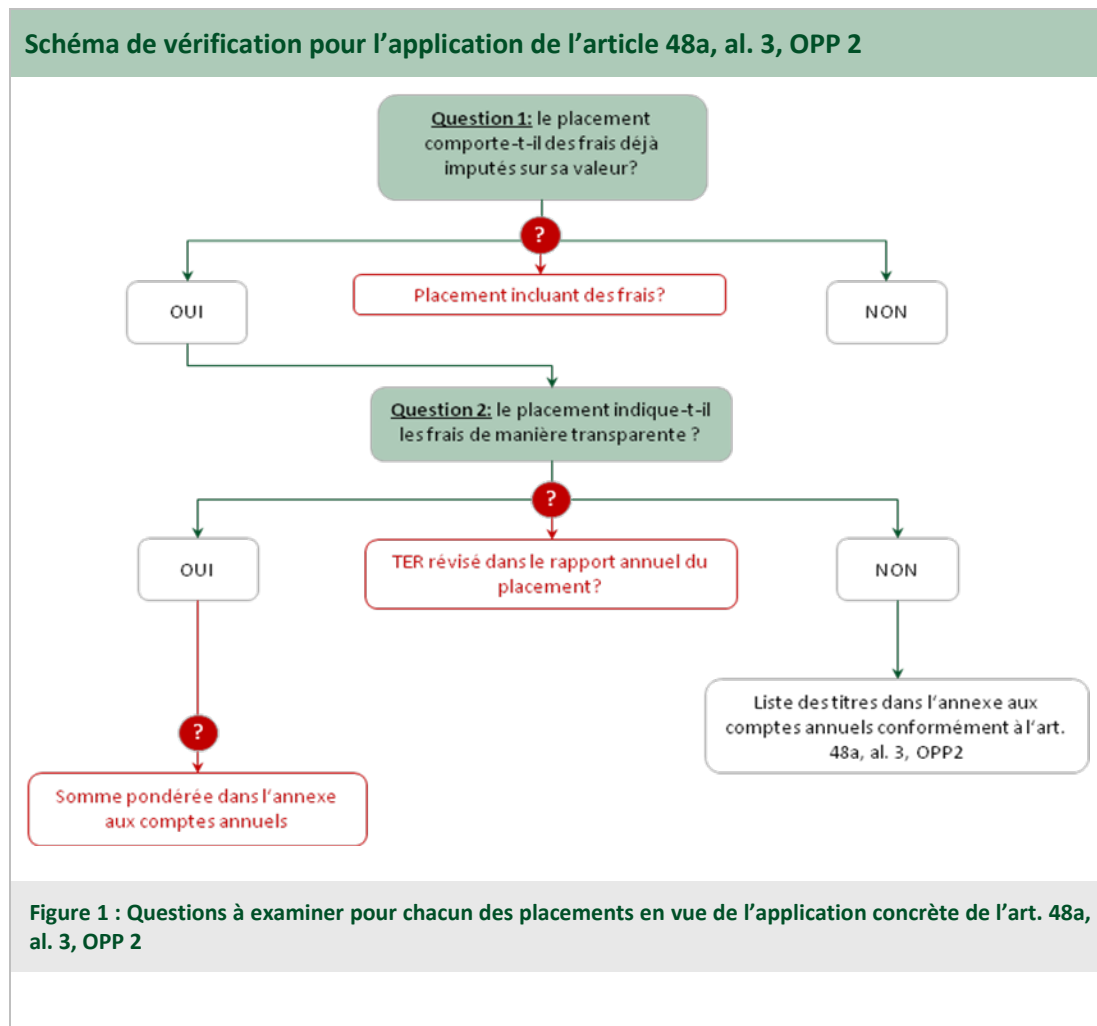 Schéma de vérification pour l’application de l’article 48a, al. 3, OPP 2
Question 1: le placement
comporte-t-il des frais déjà
imputés sur sa valeur?
?
OUI
Placement incluant des frais?
NON
Question 2: le placement indique-t-il
les frais de manière transparente ?
?
OUI
TER révisé dans le rapport annuel du
placement?
NON
Liste des titres dans l’annexe aux
comptes annuels conformément à l’art.
48a, al. 3, OPP2
?
Somme pondérée dans l’annexe
aux comptes annuels
Figure 1 : Questions à examiner pour chacun des placements en vue de l’application concrète de l’art. 48a,
al. 3, OPP 2